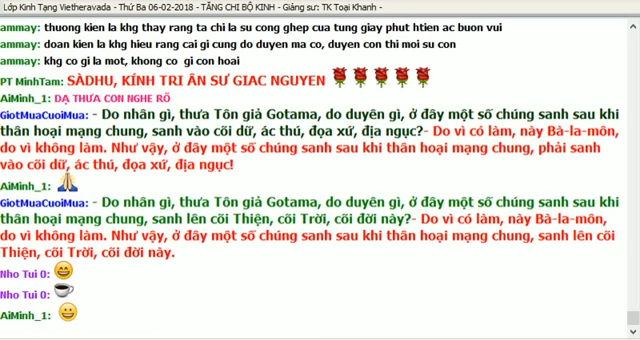 Lớp Kinh Tạng Vietheravada - Thứ Ba 06-02-2018 - TĂNG CHI BỘ KINH - Giảng sư: TK Toại Khanh -
ammay: thuong kien la khg thay rang ta chi la su cong ghep cua tung giay phut htien ac buon vui
ammay: doan kien la khg hieu rang cai gi cung do duyen ma co, duyen con thi moi su con
ammay: khg co gi la mot, khong co gi con hoai
PT MinhTam: SÀDHU, KÍNH TRI ÂN SƯ GIAC NGUYEN
AiMinh_1: DẠ THƯA CON NGHE RÕ
GiotMuaCuoiMua: - Do nhân gì, thưa Tôn giả Gotama, do duyên gì, ở đây một số chúng sanh sau khi
thân hoại mạng chung, sanh vào cõi dữ, ác thú, đọa xứ, địa ngục?- Do vì có làm, này Bà-la-môn,
do vì không làm. Như vậy, ở đây một số chúng sanh sau khi thân hoại mạng chung, phải sanh
vào cõi dữ, ác thú, đọa xứ, địa ngục!
AiMinh_1:
GiotMuaCuoiMua: - Do nhân gì, thưa Tôn giả Gotama, do duyên gì, ở đây một số chúng sanh sau khi
thân hoại mạng chung, sanh lên cõi Thiện, cõi Trời, cõi đời này?- Do vì có làm, này Bà-la-môn,
do vì không làm. Như vậy, ở đây một số chúng sanh sau khi thân hoại mạng chung, sanh lên cõi
Thiện, cõi Trời, cõi đời này.
Nho Tui 0:
Nho Tui 0:
AiMinh_1: